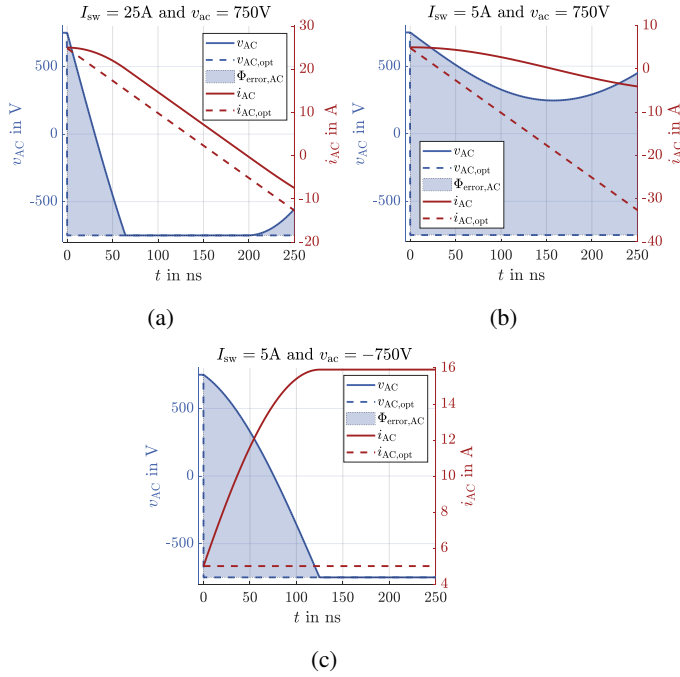 I_sw = 25A and v_ac = 750V
500
0
-500
v_AC in V
0
50
100
150
200
250
t in ns
30
20
10
0
-10
-20
i_AC in A
v_AC
v_AC,opt
Φ_error,AC
i_AC
i_AC,opt
(a)
I_sw = 5A and v_ac = 750V
500
0
-500
v_AC in V
0
50
100
150
200
250
t in ns
10
0
-10
-20
-30
-40
i_AC in A
v_AC
v_AC,opt
Φ_error,AC
i_AC
i_AC,opt
(b)
I_sw = 5A and v_ac = −750V
500
0
-500
v_AC in V
0
50
100
150
200
250
t in ns
16
14
12
10
8
6
4
i_AC in A
v_AC
v_AC,opt
Φ_error,AC
i_AC
i_AC,opt
(c)